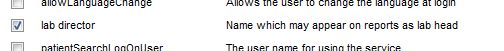 allowLanguageChange Allows the user to change the language at login
lab director Name which may appear on reports as lab head
patientSearchLogOnUser The user name for using the service